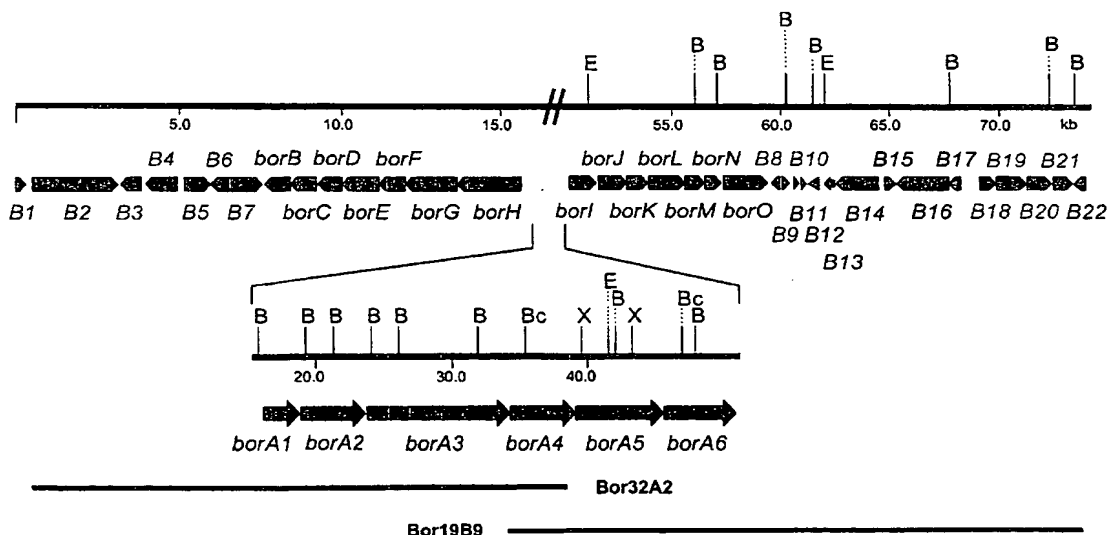 B
B B B
E B E B B
5.0 10.0 15.0 55.0 60.0 65.0 70.0 kb
B4 B6 borB borD borF borJ borL borN B8 B10 B15 B17 B19 B21
B1 B2 B3 B5 B7 borC borE borG borH borI borK borM borO B11 B14 B16 B18 B20 B22
B9 B12
B13
E
B B B B B B Bc X B X Bc B
20.0 30.0 40.0
borA1 borA2 borA3 borA4 borA5 borA6
Bor32A2
Bor19B9